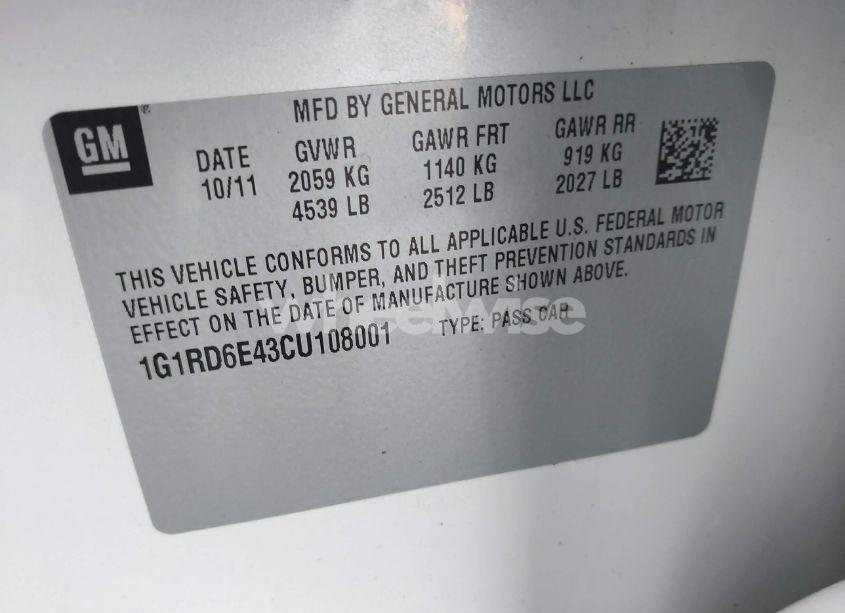 GM
MFD BY GENERAL MOTORS LLC
DATE GVWR GAWR FRT GAWR RR
10/11 2059 KG 1140 KG 919 KG
4539 LB 2512 LB 2027 LB
THIS VEHICLE CONFORMS TO ALL APPLICABLE U.S. FEDERAL MOTOR
VEHICLE SAFETY, BUMPER, AND THEFT PREVENTION STANDARDS IN
EFFECT ON THE DATE OF MANUFACTURE SHOWN ABOVE.
1G1RD6E43CU108001 TYPE: PASS CAR
wheelwise